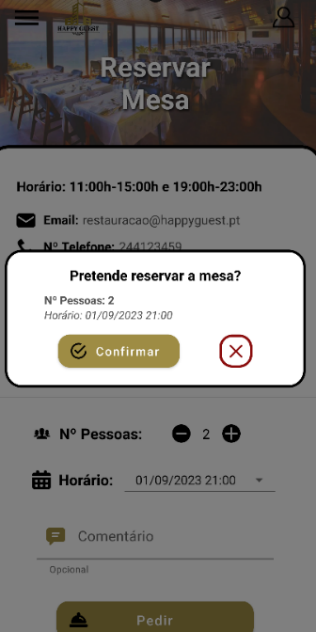 HAPPY GUEST
Reservar
Mesa
Horário: 11:00h-15:00h e 19:00h-23:00h
Email: restauracao@happyguest.pt
Nº Telefone: 244123459
Pretende reservar a mesa?
Nº Pessoas: 2
Horário: 01/09/2023 21:00
Confirmar
Nº Pessoas: 2
Horário: 01/09/2023 21:00
Comentário
Opcional
Pedir